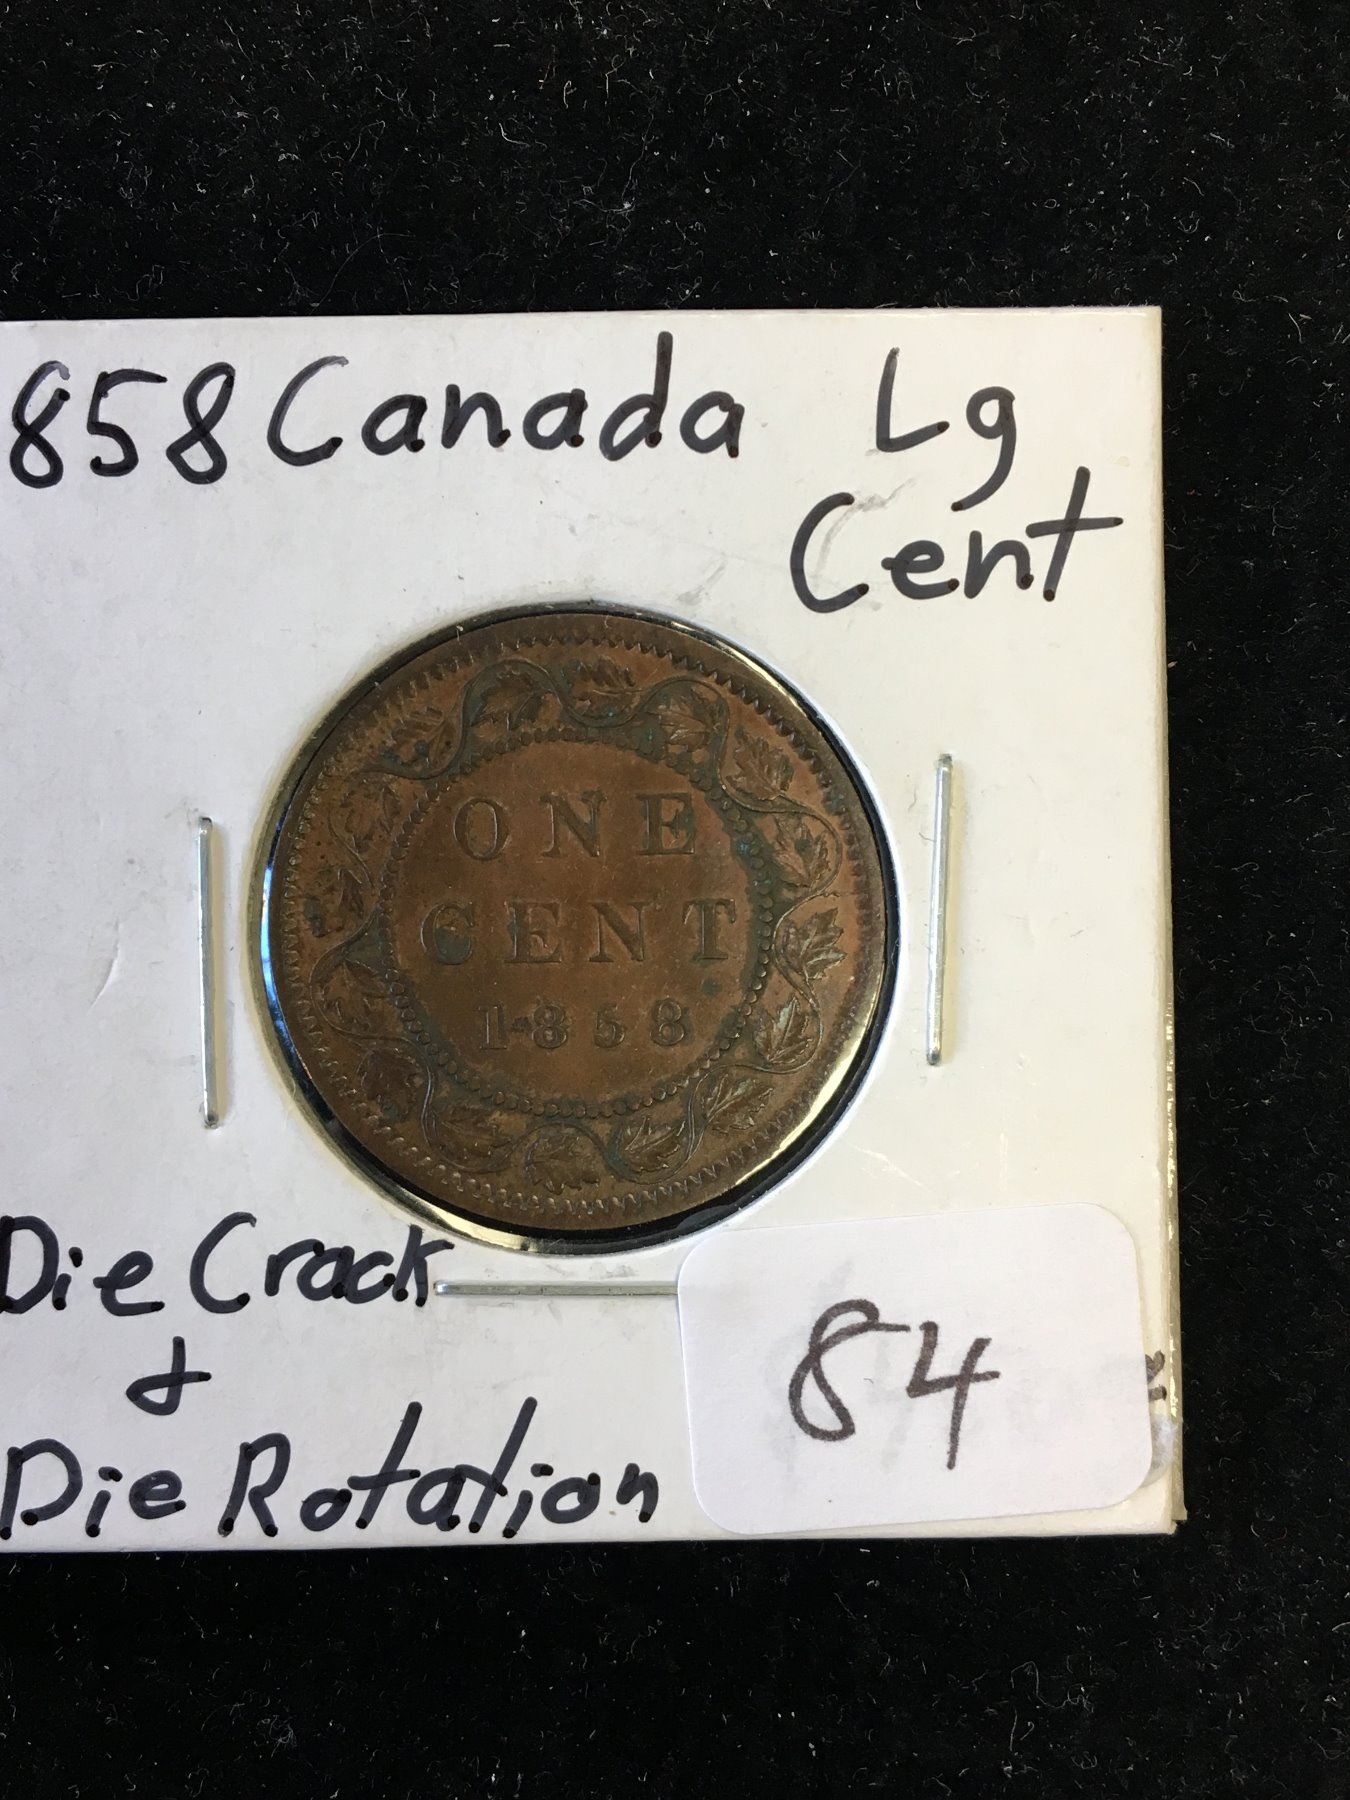 858 Canada Lg
Cent
ONE
CENT
1858
Die Crack
&
Die Rotation
84